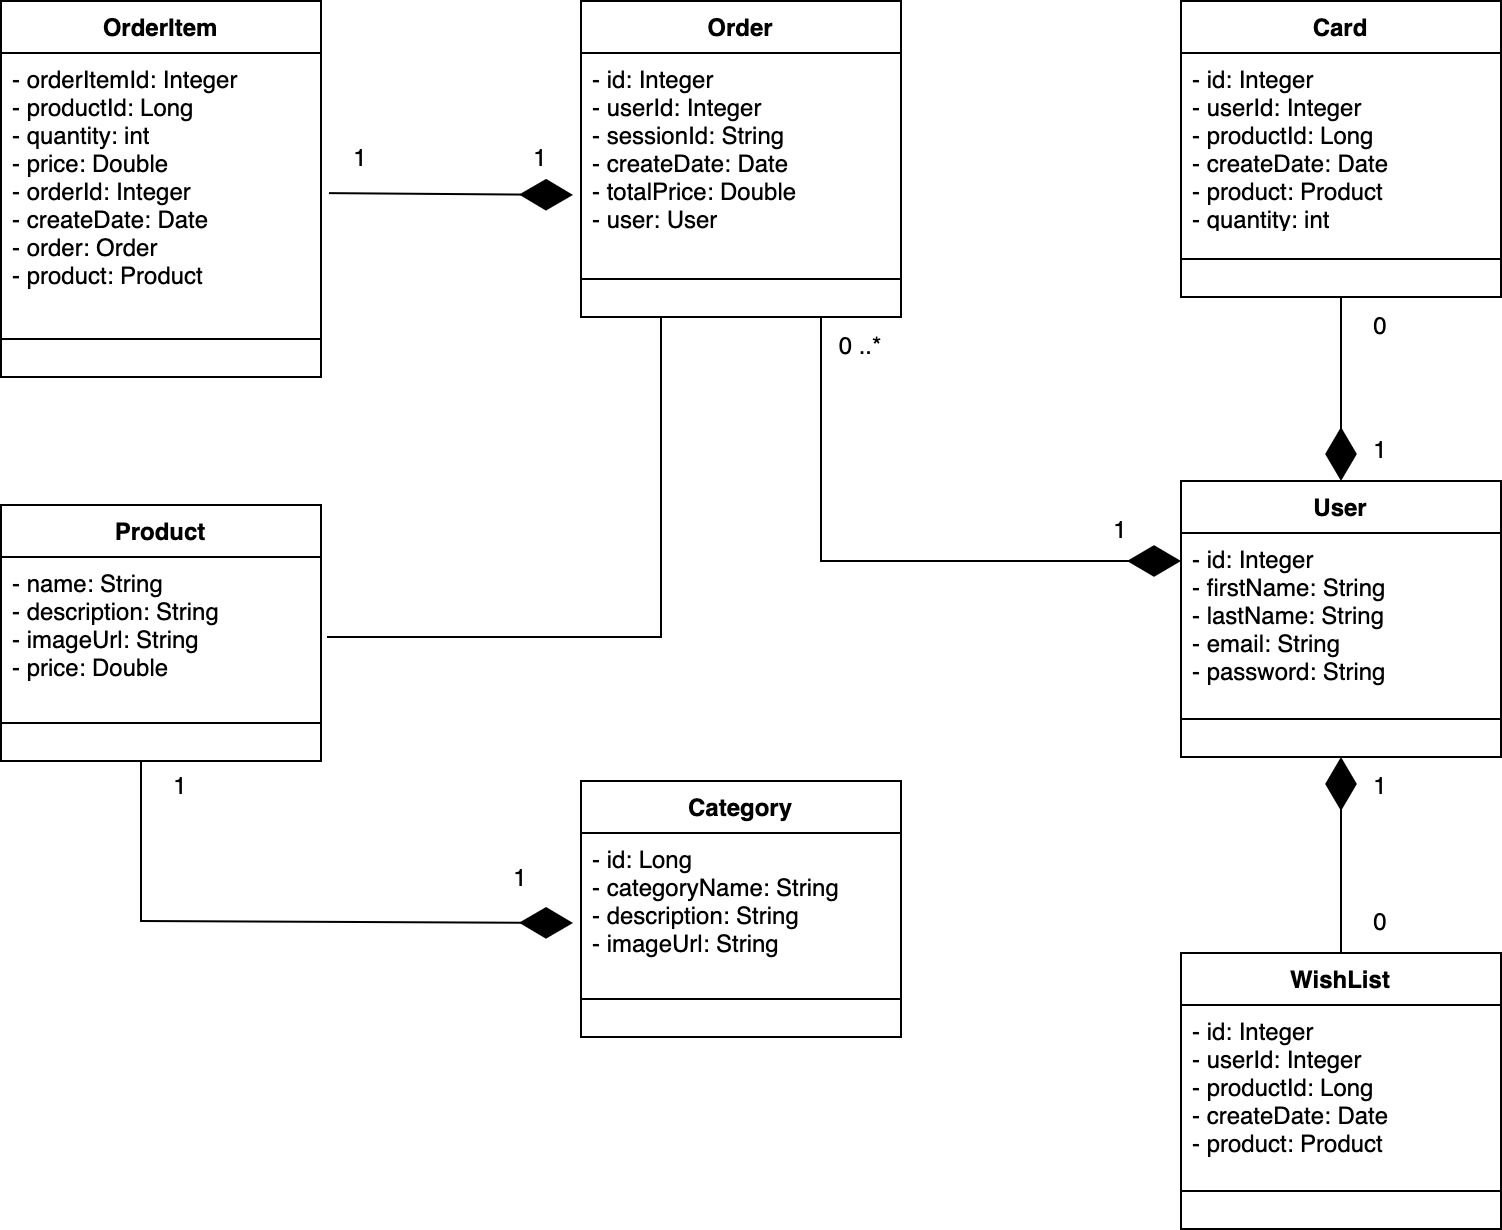 OrderItem
- orderItemId: Integer
- productId: Long
- quantity: int
- price: Double
- orderId: Integer
- createDate: Date
- order: Order
- product: Product
1
1
Order
- id: Integer
- userId: Integer
- sessionId: String
- createDate: Date
- totalPrice: Double
- user: User
0 ..*
Card
- id: Integer
- userId: Integer
- productId: Long
- createDate: Date
- product: Product
- quantity: int
0
1
1
User
- id: Integer
- firstName: String
- lastName: String
- email: String
- password: String
1
0
Product
- name: String
- description: String
- imageUrl: String
- price: Double
1
1
Category
- id: Long
- categoryName: String
- description: String
- imageUrl: String
WishList
- id: Integer
- userId: Integer
- productId: Long
- createDate: Date
- product: Product